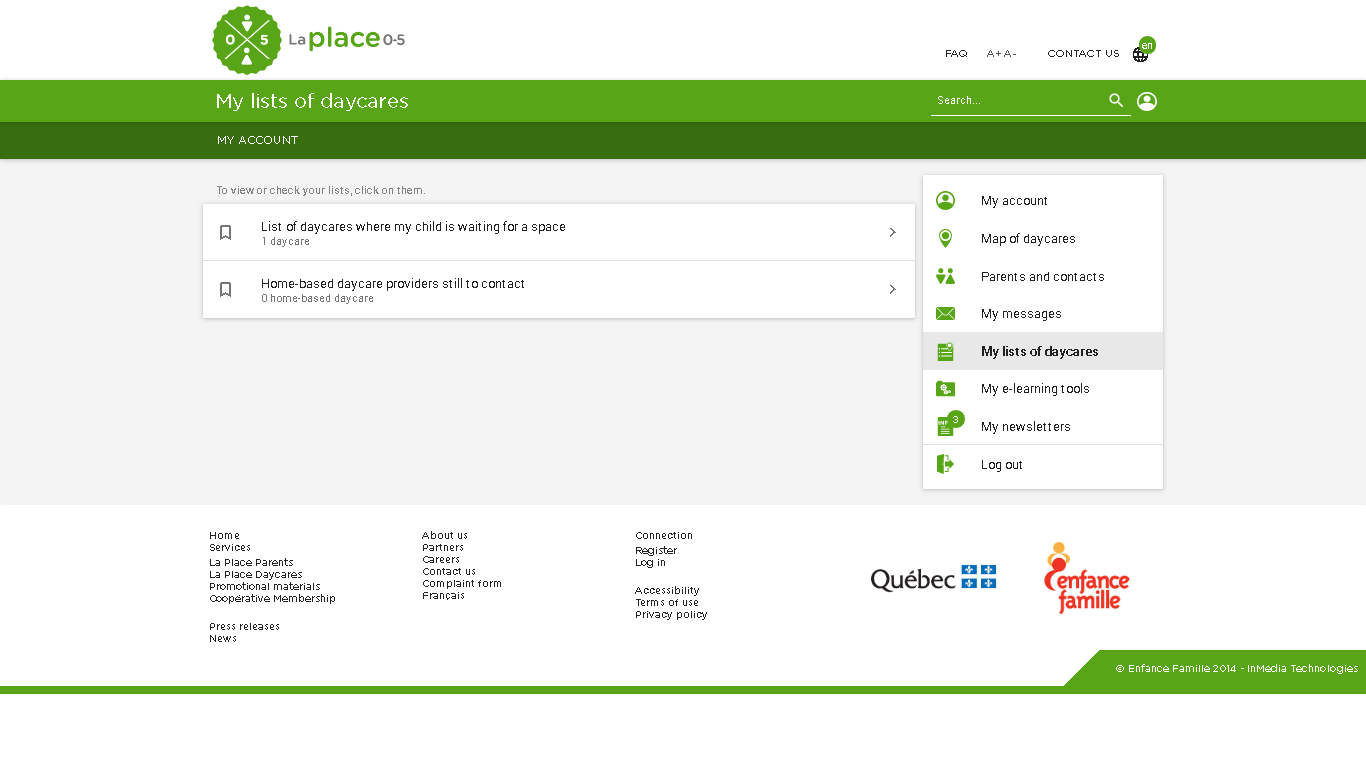 0 5
La place 0-5
FAQ
A+ A-
CONTACT US
en
My lists of daycares
Search...
MY ACCOUNT
To view or check your lists, click on them.
List of daycares where my child is waiting for a space
1 daycare
Home-based daycare providers still to contact
0 home-based daycare
My account
Map of daycares
Parents and contacts
My messages
My lists of daycares
My e-learning tools
INF
3
My newsletters
Log out
Home
Services
La Place Parents
La Place Daycares
Promotional materials
Cooperative Membership
Press releases
News
About us
Partners
Careers
Contact us
Complaint form
Français
Connection
Register
Log in
Accessibility
Terms of use
Privacy policy
Québec
enfance
famille
© Enfance Famille 2014 - InMedia Technologies